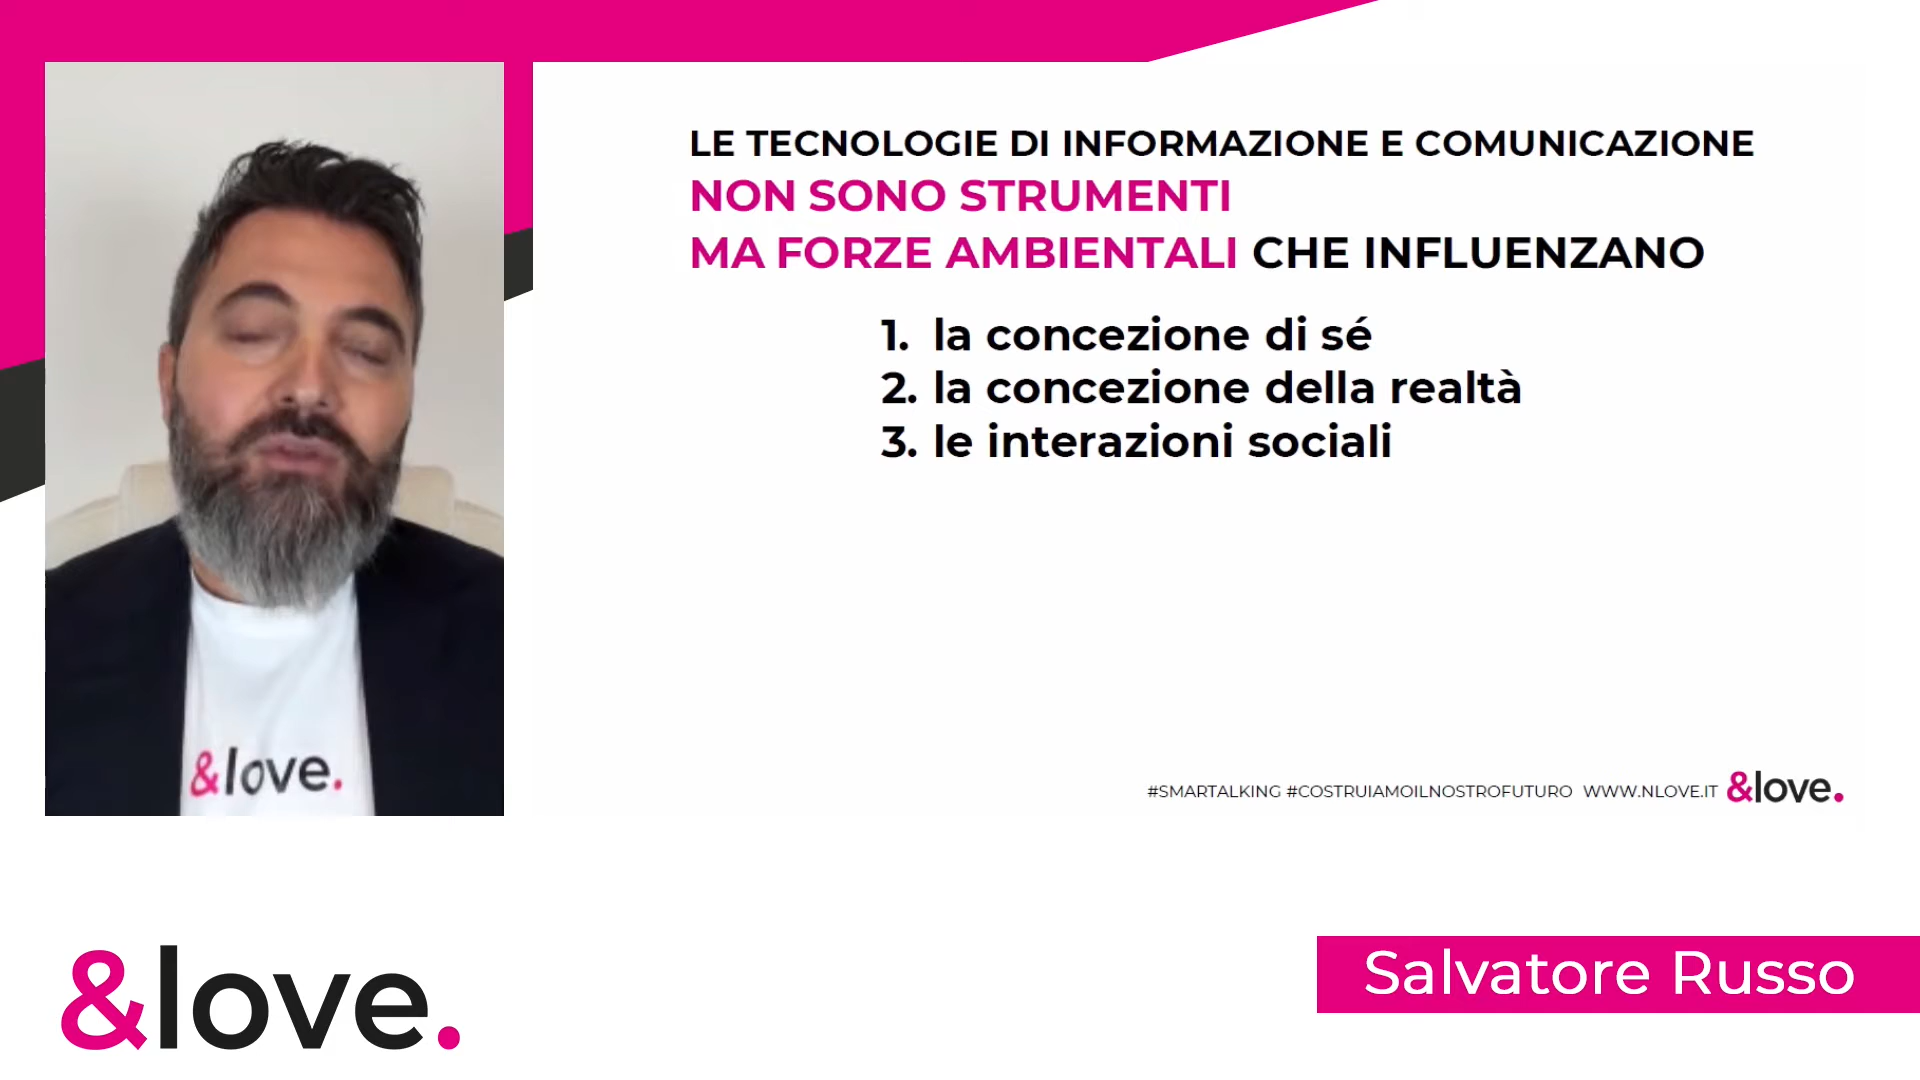 LE TECNOLOGIE DI INFORMAZIONE E COMUNICAZIONE
NON SONO STRUMENTI
MA FORZE AMBIENTALI CHE INFLUENZANO
1. la concezione di sé
2. la concezione della realtà
3. le interazioni sociali
&love.
#SMARTALKING #COSTRUIAMOILNOSTROFUTURO WWW.NLOVE.IT &love.
&love.
Salvatore Russo